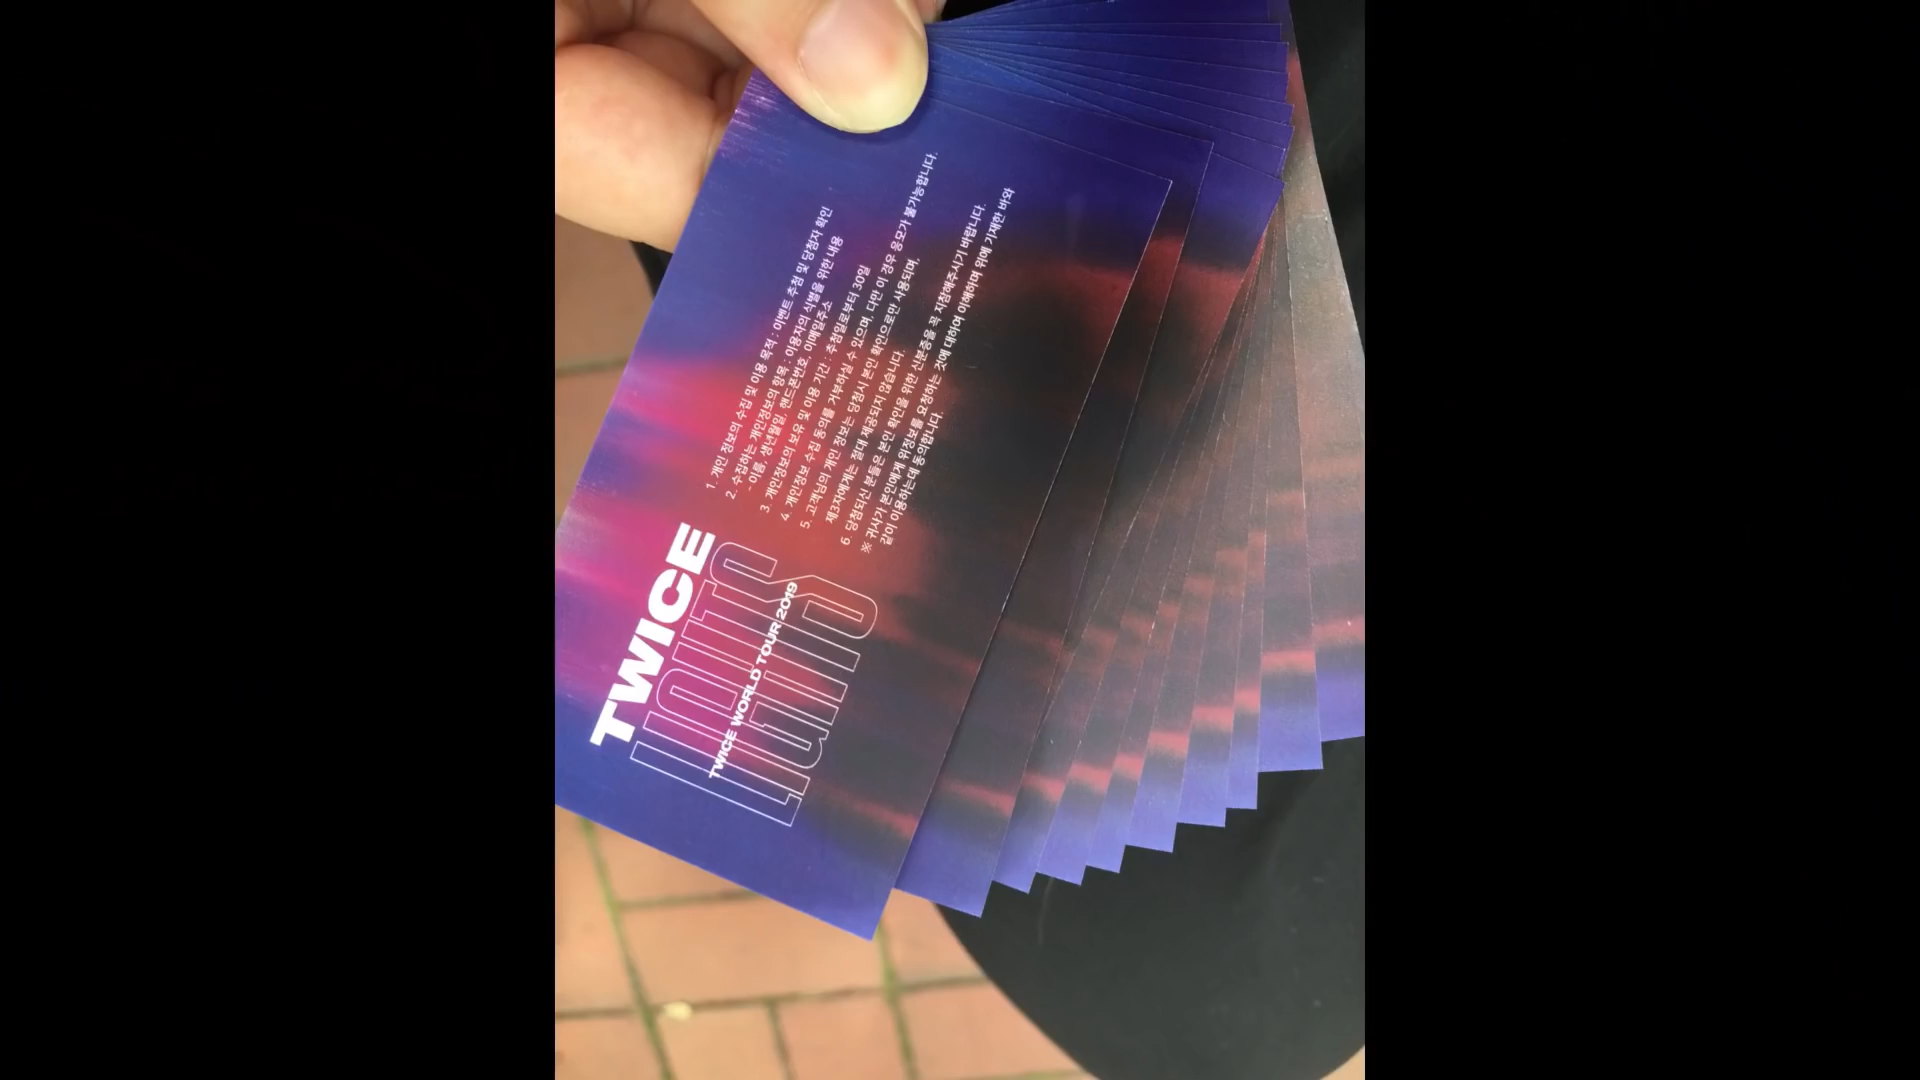 TWICE
LIGHTS
TWICE WORLD TOUR 2019
1. 개인 정보의 수집 및 이용 목적 : 이벤트 추첨 및 당첨자 확인
2. 수집하는 개인정보의 항목 : 이용자의 식별을 위한 내용
- 이름, 생년월일, 핸드폰번호, 이메일주소
3. 개인정보의 보유 및 이용 기간 : 추첨일로부터 30일
4. 개인정보 수집 동의를 거부하실 수 있으며, 다만 이 경우 응모가 불가능합니다.
5. 고객님의 개인 정보는 당첨시 본인 확인으로만 사용되며,
제3자에게는 절대 제공되지 않습니다.
6. 당첨되신 분들은 본인 확인을 위한 신분증을 꼭 지참해주시기 바랍니다.
※ 귀사가 본인에게 위정보를 요청하는 것에 대하여 이해하며 위에 기재한 바와
같이 이용하는데 동의합니다.